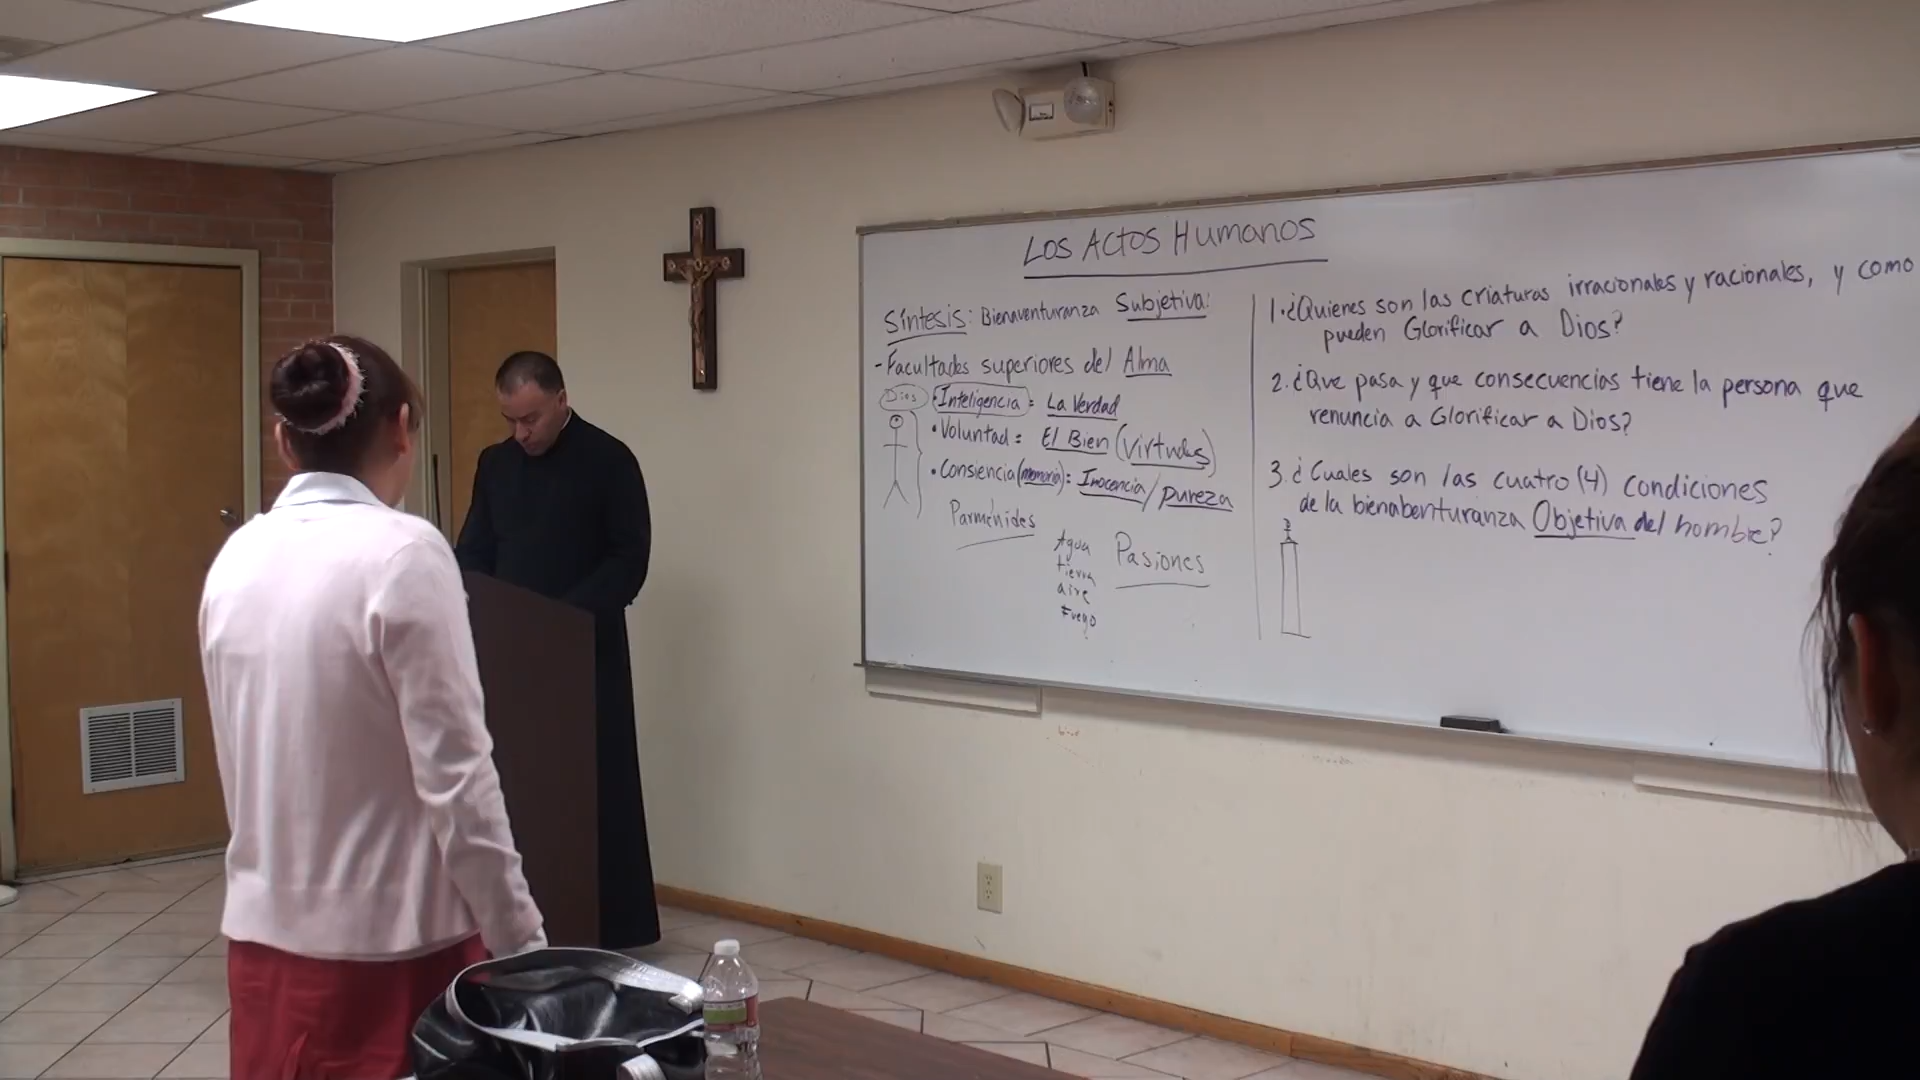 Los Actos Humanos
Síntesis: Bienaventuranza Subjetiva:
- Facultades superiores del Alma
Dios
• Inteligencia = La Verdad
• Voluntad = El Bien (Virtudes)
• Consiencia (memoria): Inocencia / pureza
Parménides
Agua
tierra
aire
Fuego
Pasiones
1. ¿Quienes son las criaturas irracionales y racionales, y como
pueden Glorificar a Dios?
2. ¿Que pasa y que consecuencias tiene la persona que
renuncia a Glorificar a Dios?
3. ¿Cuales son las cuatro (4) condiciones
de la bienabenturanza Objetiva del hombre?